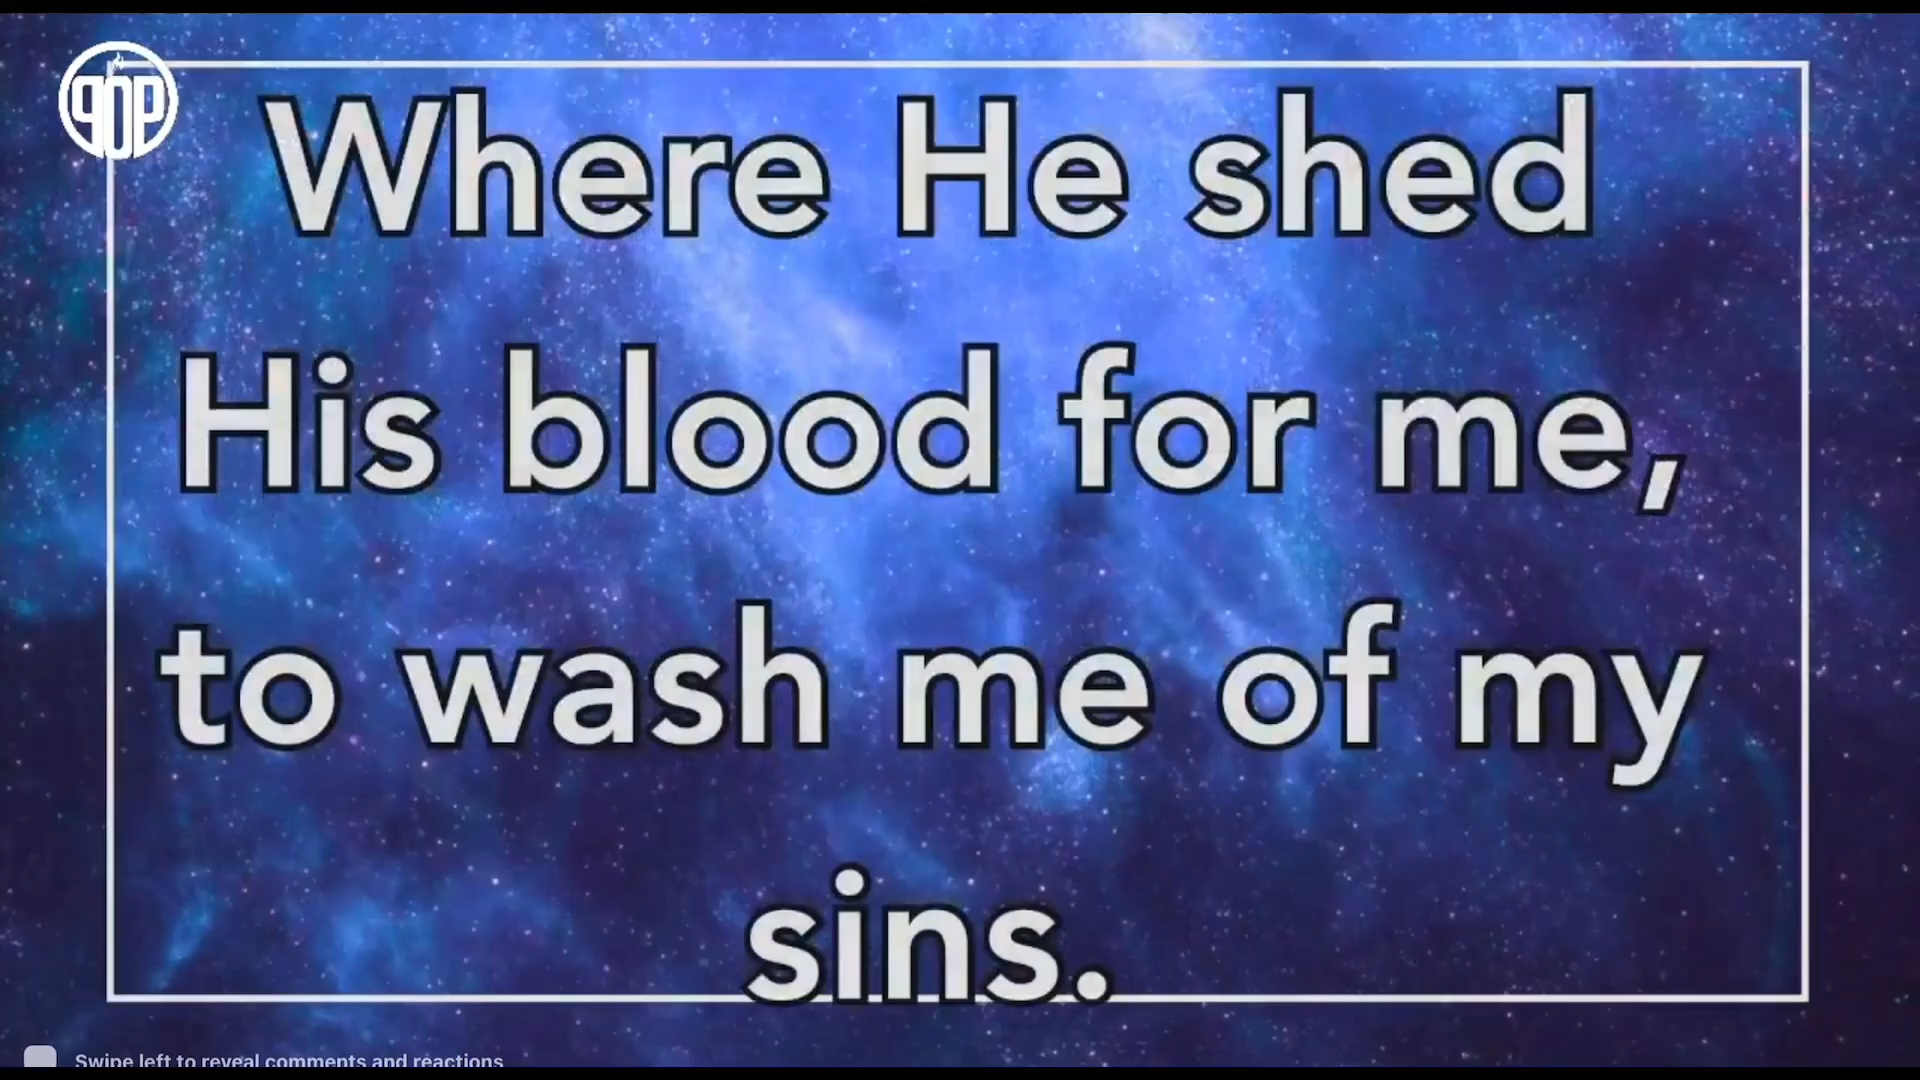 pop
Where He shed
His blood for me,
to wash me of my
sins.
Swipe left to reveal comments and reactions